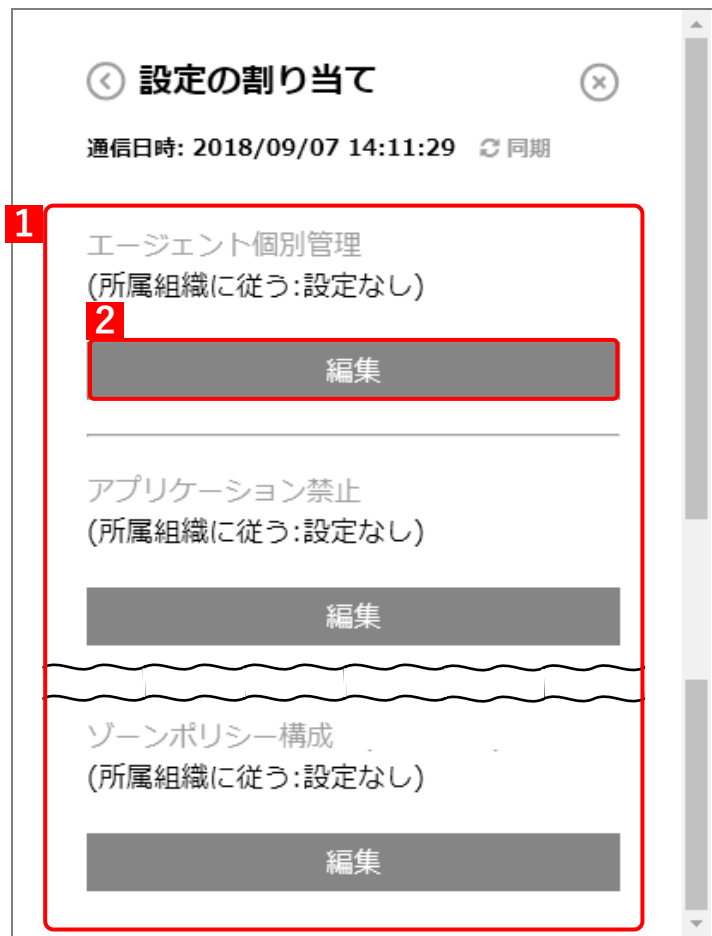 設定の割り当て
通信日時: 2018/09/07 14:11:29 同期
1
エージェント個別管理
(所属組織に従う:設定なし)
2
編集
アプリケーション禁止
(所属組織に従う:設定なし)
編集
ゾーンポリシー構成
(所属組織に従う:設定なし)
編集